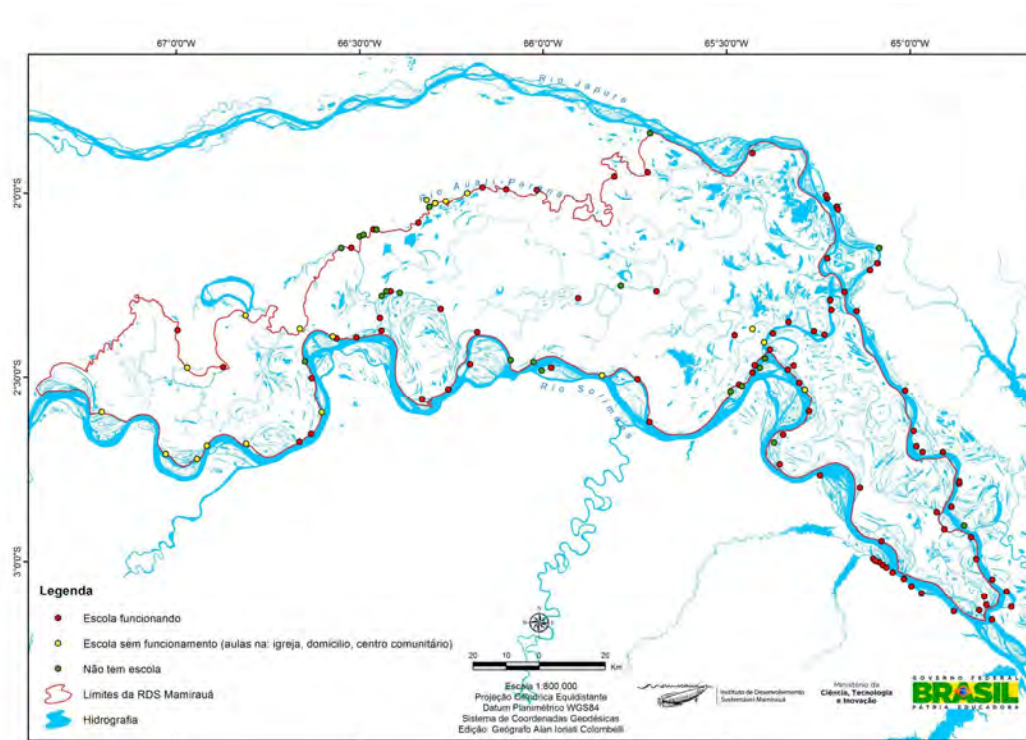 67°0'0"W 66°30'0"W 66°0'0"W 65°30'0"W 65°0'0"W
Rio Japurá
2°0'0"S
Rio Auati-Paraná
2°30'0"S
Rio Solimões
3°0'0"S
Legenda
Escola funcionando
Escola sem funcionamento (aulas na: igreja, domicílio, centro comunitário)
Não tem escola
Limites da RDS Mamirauá
Hidrografia
20 10 0 20
Km
Escala 1:800.000
Projeção Cilíndrica Equidistante
Datum Planimétrico WGS84
Sistema de Coordenadas Geodésicas
Edição: Geógrafo Alan Ioriati Colombelli
Instituto de Desenvolvimento
Sustentável Mamirauá
Ministério da
Ciência, Tecnologia
e Inovação
GOVERNO FEDERAL
BRASIL
PÁTRIA EDUCADORA